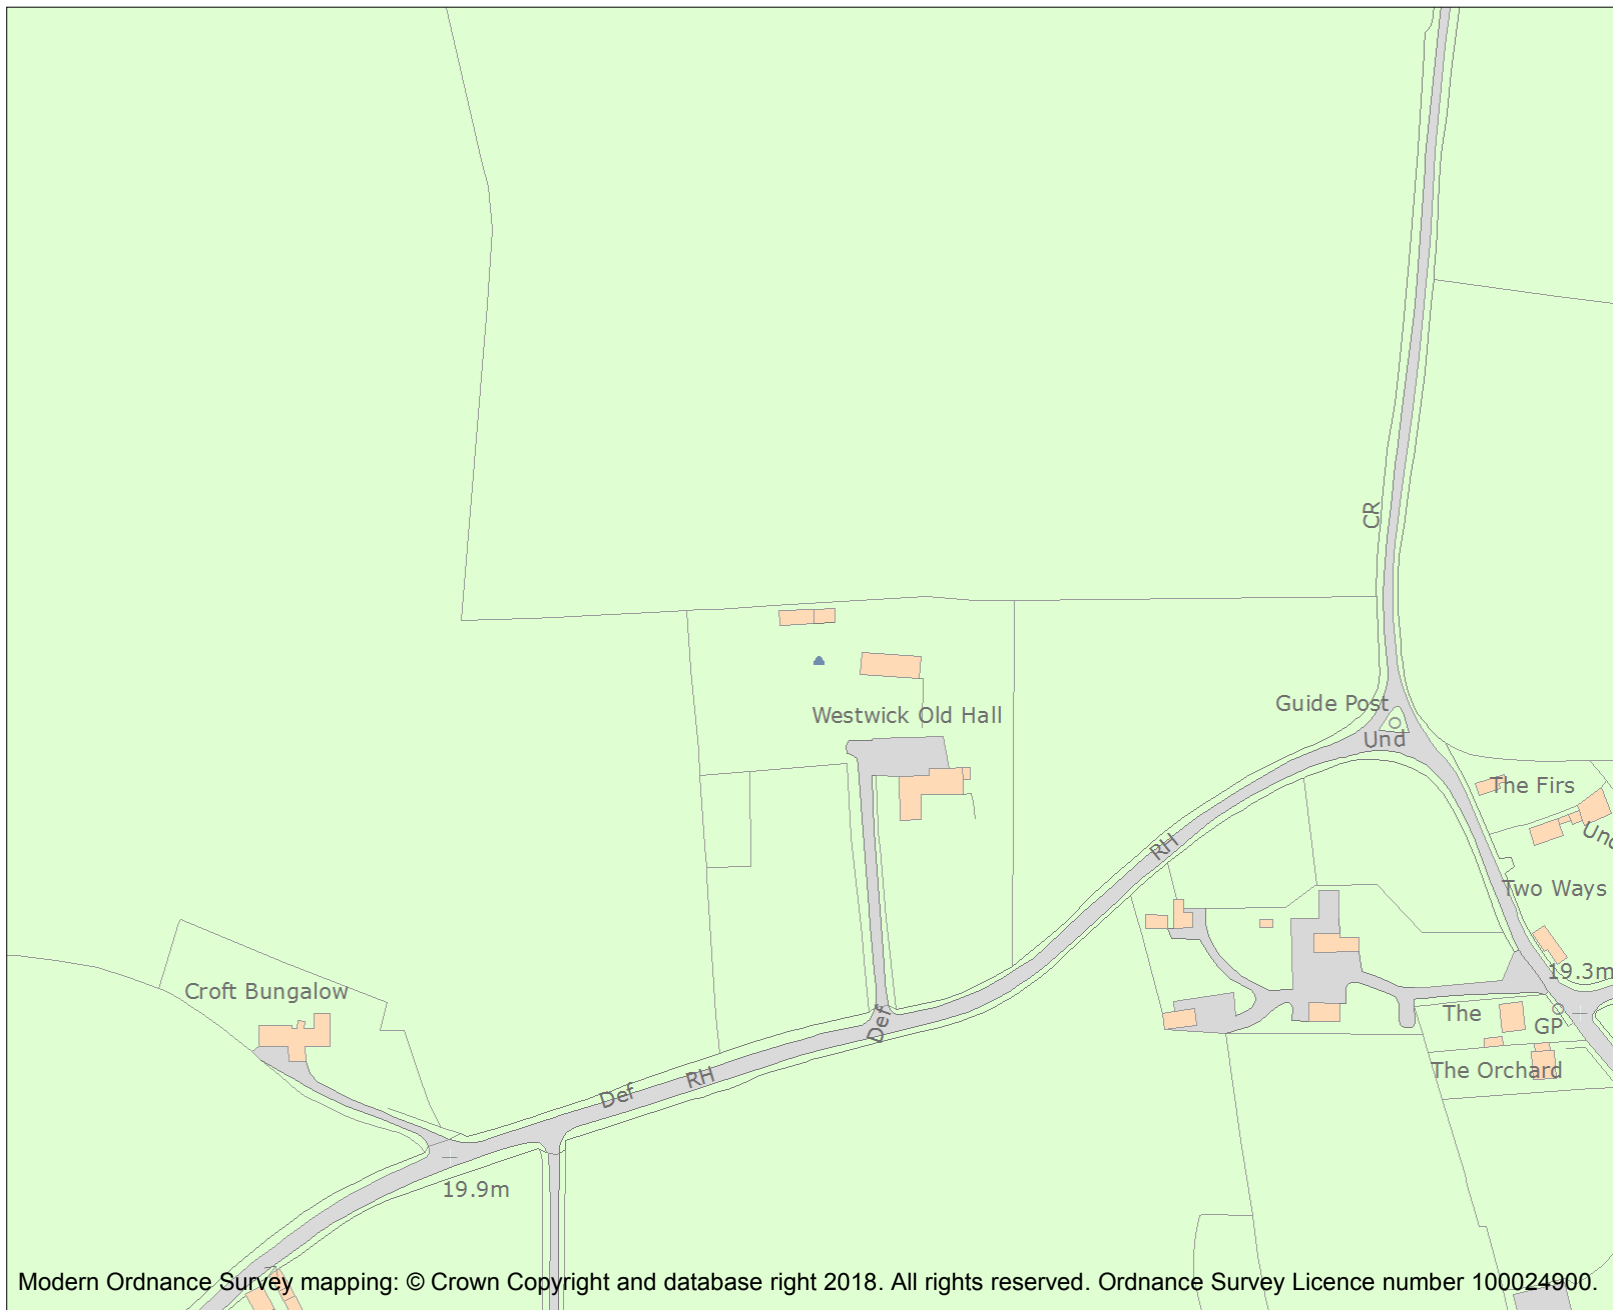 CR
Guide Post
Westwick Old Hall
Und
The Firs
Und
RH
Two Ways
19.3m
Croft Bungalow
The
Def
GP
The Orchard
RH
Def
19.9m
Modern Ordnance Survey mapping: © Crown Copyright and database right 2018. All rights reserved. Ordnance Survey Licence number 100024900.